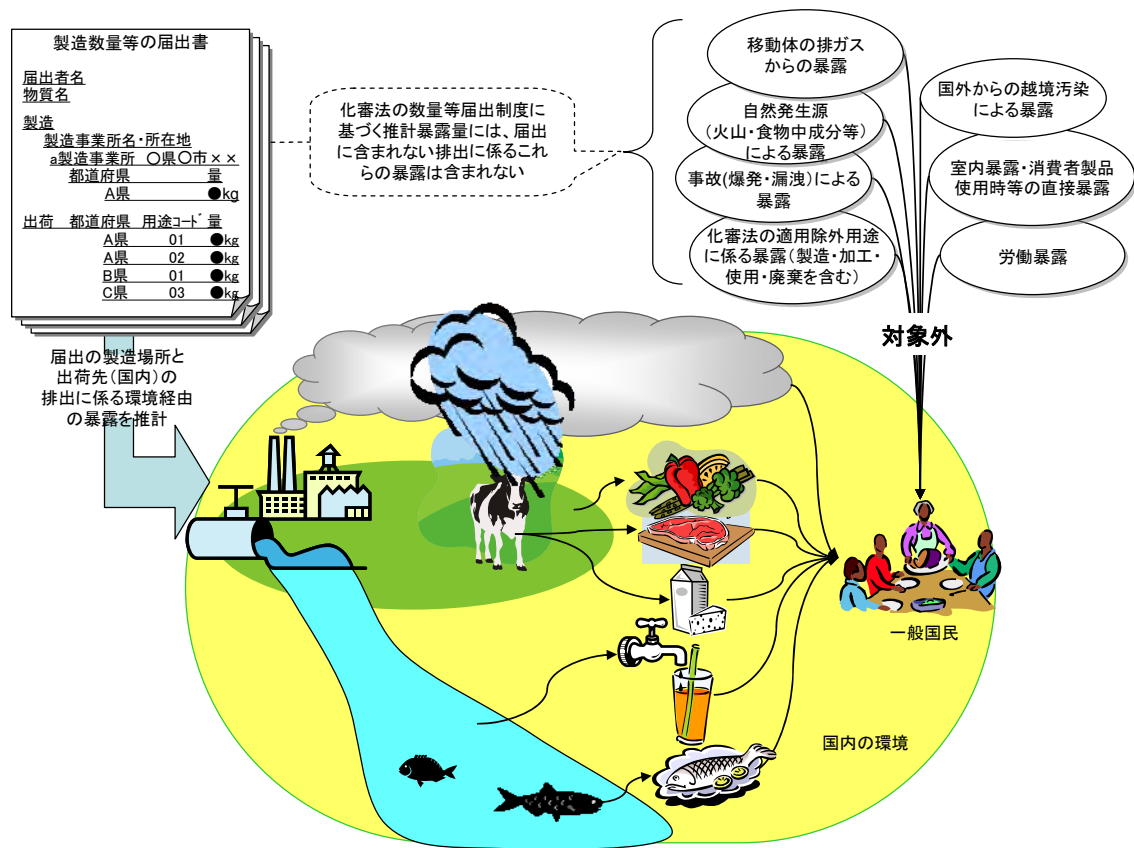 製造数量等の届出書
届出者名
物質名
製造
製造事業所名・所在地
a製造事業所 〇県〇市××
都道府県 量
A県 ●kg
出荷 都道府県 用途コード 量
A県 01 ●kg
A県 02 ●kg
B県 01 ●kg
C県 03 ●kg
化審法の数量等届出制度に
基づく推計暴露量には、届出
に含まれない排出に係るこれ
らの暴露は含まれない
移動体の排ガス
からの暴露
自然発生源
（火山・食物中成分等）
による暴露
事故(爆発・漏洩)による
暴露
化審法の適用除外用途
に係る暴露（製造・加工・
使用・廃棄を含む）
国外からの越境汚染
による暴露
室内暴露・消費者製品
使用時等の直接暴露
労働暴露
対象外
届出の製造場所と
出荷先（国内）の
排出に係る環境経由
の暴露を推計
一般国民
国内の環境